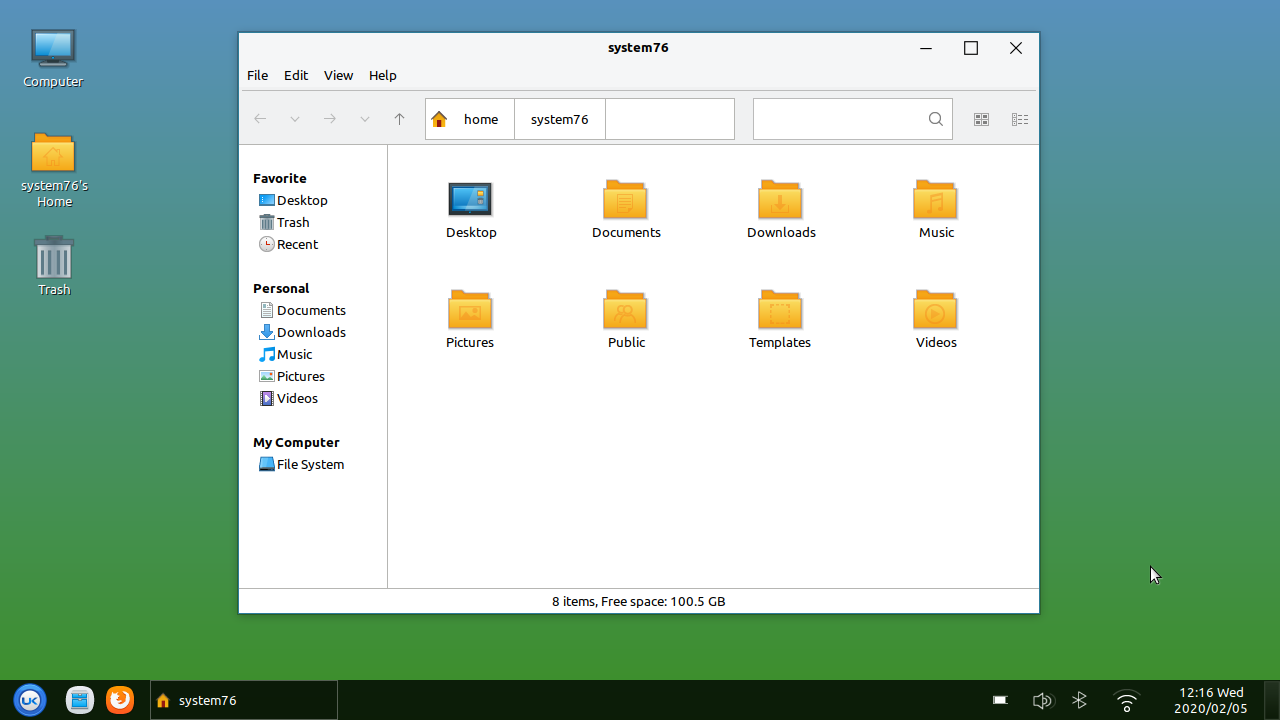 Computer
system76's
Home
Trash
system76
File Edit View Help
home system76
Favorite
Desktop
Trash
Recent
Personal
Documents
Downloads
Music
Pictures
Videos
My Computer
File System
Desktop Documents Downloads Music
Pictures Public Templates Videos
8 items, Free space: 100.5 GB
UK
system76
12:16 Wed
2020/02/05